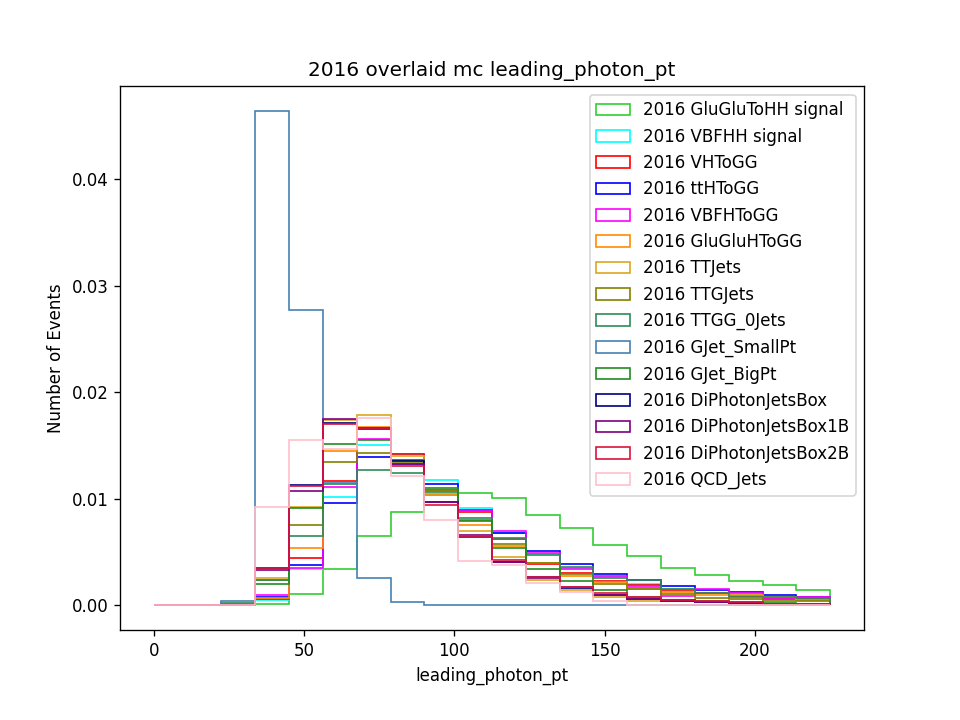 2016 overlaid mc leading_photon_pt
2016 GluGluToHH signal
2016 VBFHH signal
2016 VHToGG
2016 ttHToGG
2016 VBFHToGG
2016 GluGluHToGG
2016 TTJets
2016 TTGJets
2016 TTGG_0Jets
2016 GJet_SmallPt
2016 GJet_BigPt
2016 DiPhotonJetsBox
2016 DiPhotonJetsBox1B
2016 DiPhotonJetsBox2B
2016 QCD_Jets
Number of Events
0.04
0.03
0.02
0.01
0.00
0 50 100 150 200
leading_photon_pt